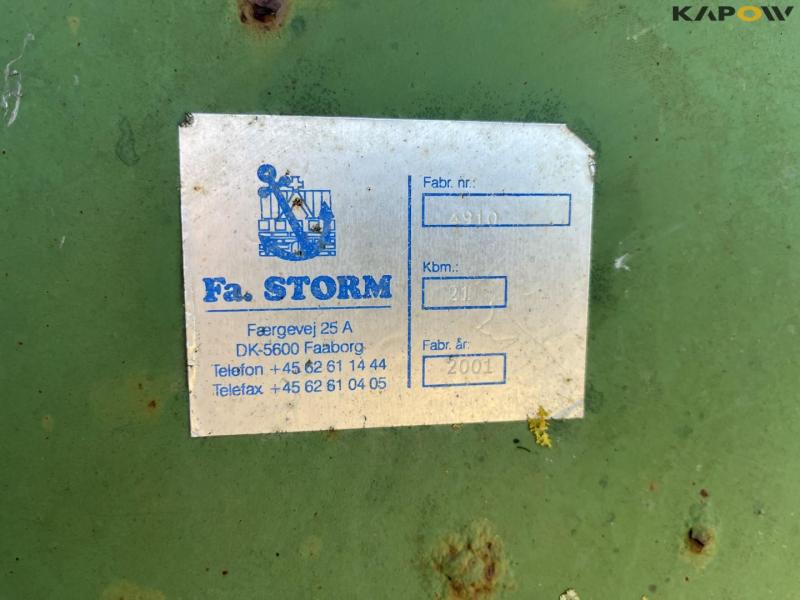 KAPOW
Fa. STORM
Færgevej 25 A
DK-5600 Faaborg
Telefon +45 62 61 14 44
Telefax +45 62 61 04 05
Fabr. nr.:
4910
Kbm.:
21
Fabr. år:
2001